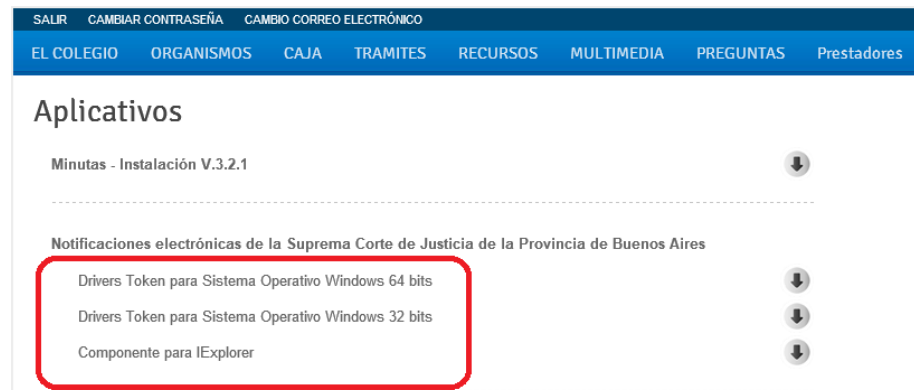 SALIR CAMBIAR CONTRASEÑA CAMBIO CORREO ELECTRÓNICO
EL COLEGIO ORGANISMOS CAJA TRAMITES RECURSOS MULTIMEDIA PREGUNTAS Prestadores
Aplicativos
Minutas - Instalación V.3.2.1
Notificaciones electrónicas de la Suprema Corte de Justicia de la Provincia de Buenos Aires
Drivers Token para Sistema Operativo Windows 64 bits
Drivers Token para Sistema Operativo Windows 32 bits
Componente para IExplorer